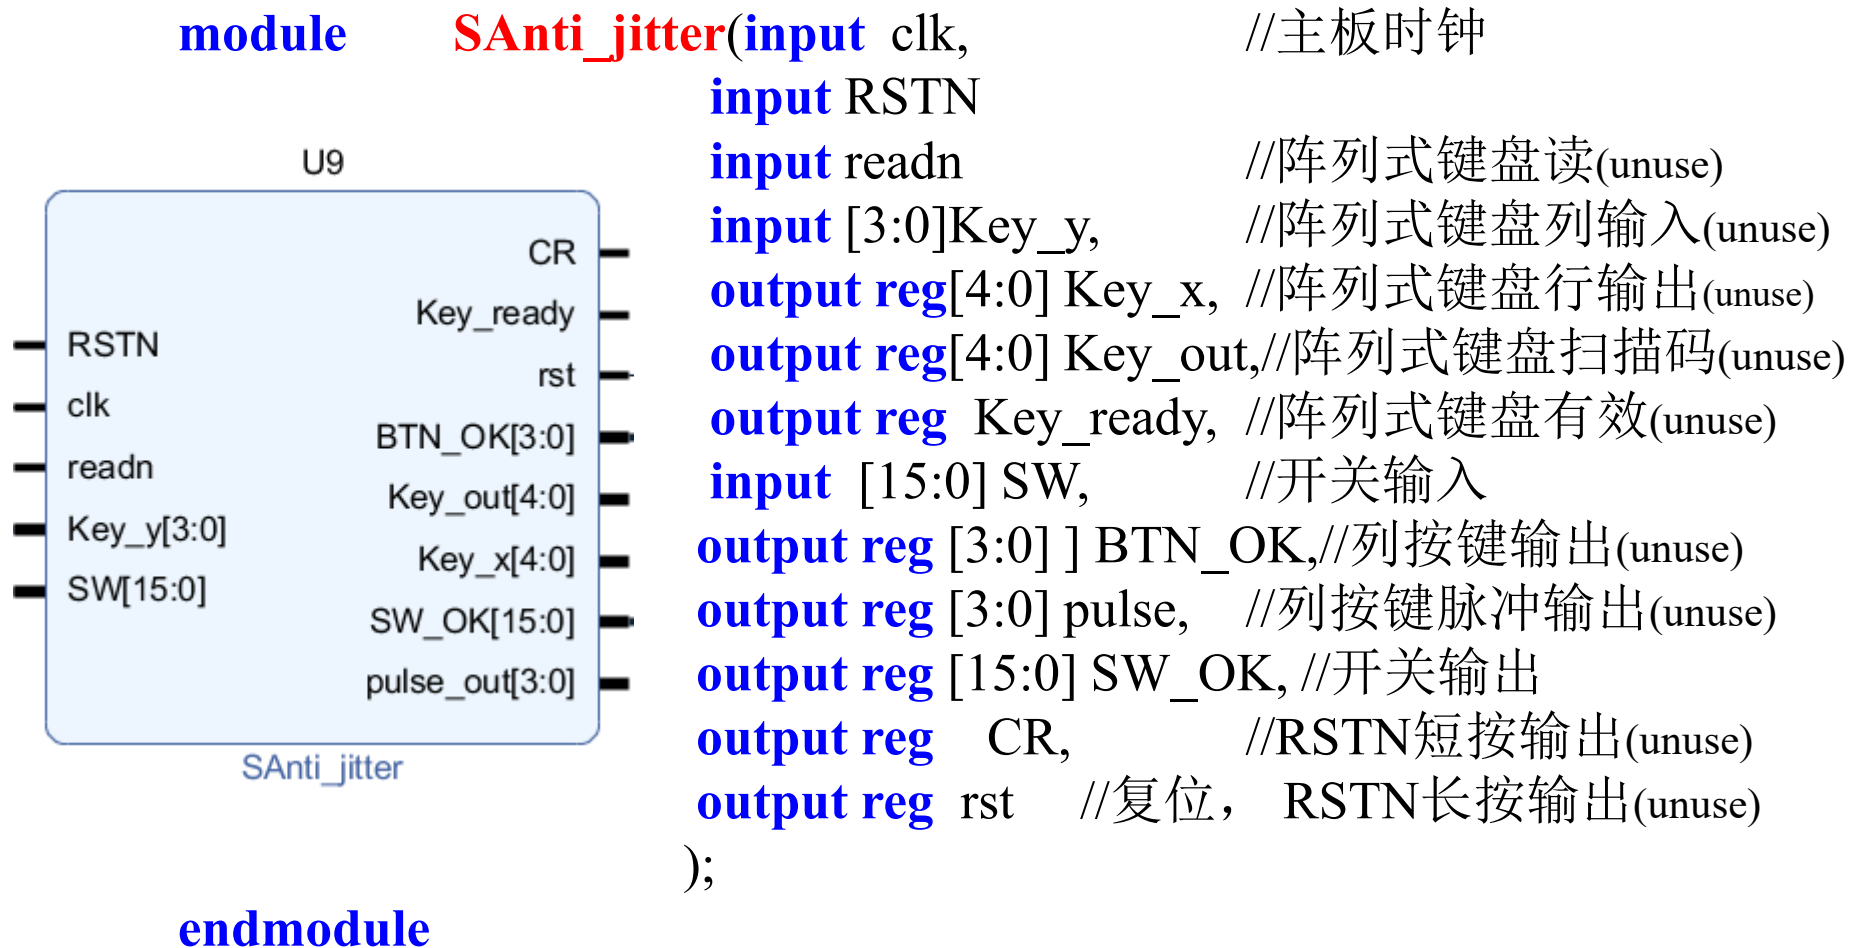 module SAnti_jitter(input clk, //主板时钟
input RSTN
input readn //阵列式键盘读(unuse)
input [3:0]Key_y, //阵列式键盘列输入(unuse)
output reg[4:0] Key_x, //阵列式键盘行输出(unuse)
output reg[4:0] Key_out,//阵列式键盘扫描码(unuse)
output reg Key_ready, //阵列式键盘有效(unuse)
input [15:0] SW, //开关输入
output reg [3:0] ] BTN_OK,//列按键输出(unuse)
output reg [3:0] pulse, //列按键脉冲输出(unuse)
output reg [15:0] SW_OK, //开关输出
output reg CR, //RSTN短按输出(unuse)
output reg rst //复位， RSTN长按输出(unuse)
);
endmodule
U9
RSTN
clk
readn
Key_y[3:0]
SW[15:0]
CR
Key_ready
rst
BTN_OK[3:0]
Key_out[4:0]
Key_x[4:0]
SW_OK[15:0]
pulse_out[3:0]
SAnti_jitter